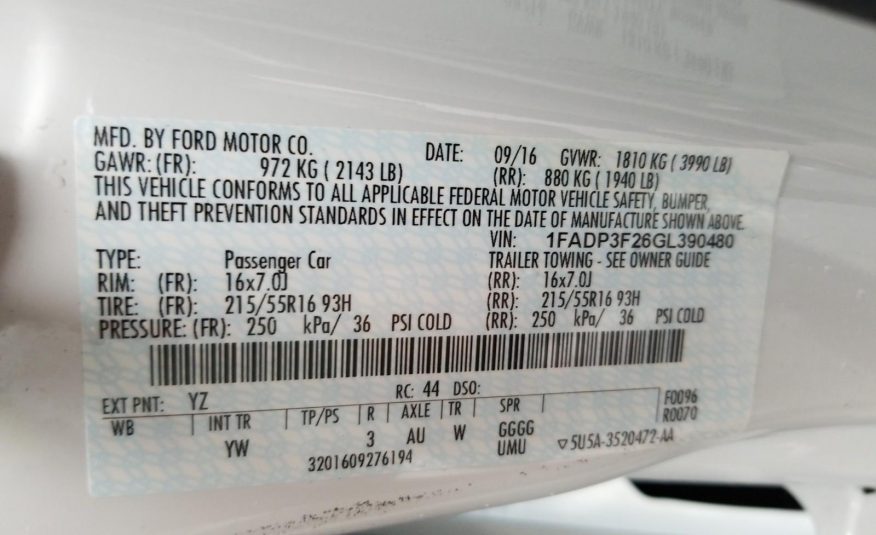 MFD. BY FORD MOTOR CO. DATE: 09/16 GVWR: 1810 KG ( 3990 LB)
GAWR: (FR): 972 KG ( 2143 LB) (RR): 880 KG ( 1940 LB)
THIS VEHICLE CONFORMS TO ALL APPLICABLE FEDERAL MOTOR VEHICLE SAFETY, BUMPER,
AND THEFT PREVENTION STANDARDS IN EFFECT ON THE DATE OF MANUFACTURE SHOWN ABOVE.
VIN: 1FADP3F26GL390480
TYPE: Passenger Car TRAILER TOWING - SEE OWNER GUIDE
RIM: (FR): 16x7.0J (RR): 16x7.0J
TIRE: (FR): 215/55R16 93H (RR): 215/55R16 93H
PRESSURE: (FR): 250 kPa/ 36 PSI COLD (RR): 250 kPa/ 36 PSI COLD
EXT PNT: YZ RC: 44 DSO: F0096
WB INT TR TP/PS R AXLE TR SPR R0070
YW 3 AU W GGGG
3201609276194 UMU ▽5U5A-3520472-AA